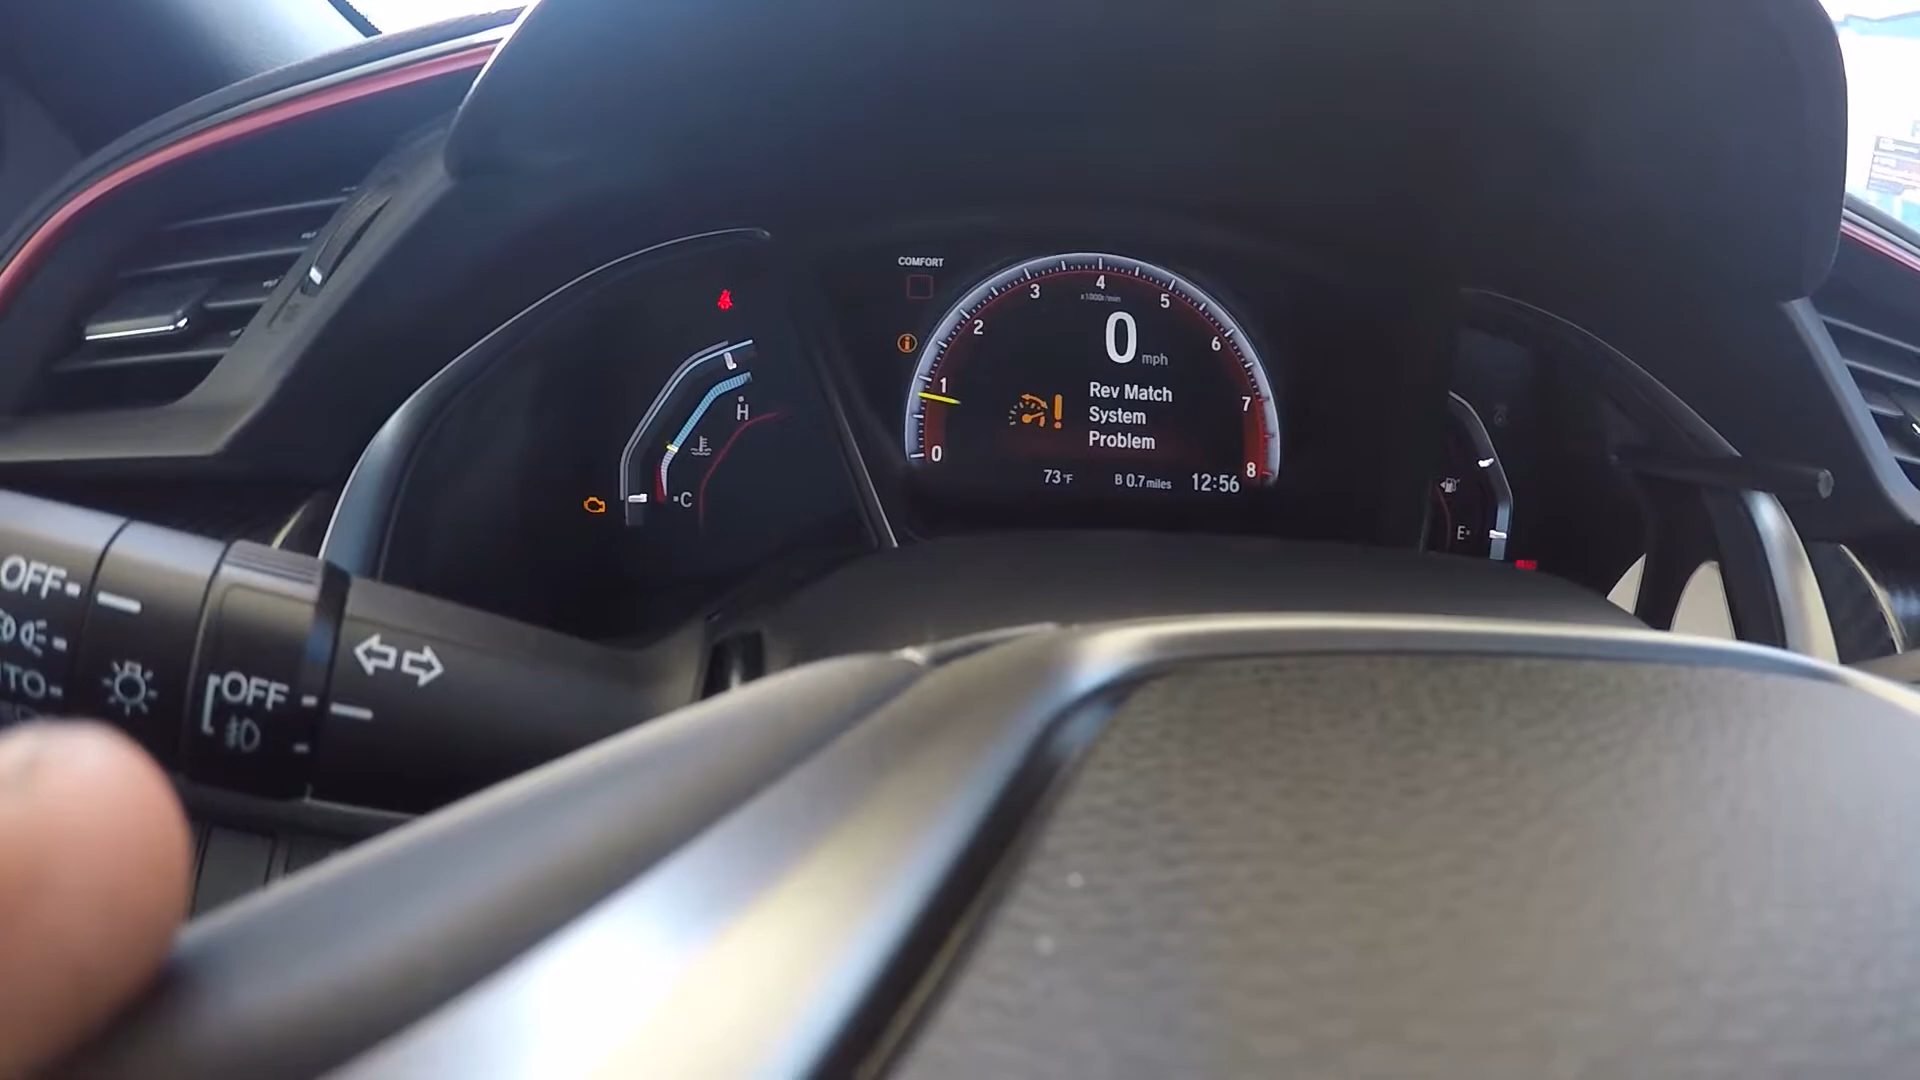 COMFORT
4
3
5
x1000r/min
2
6
0
mph
1
7
Rev Match
System
Problem
H
0
8
73°F
B 0.7 miles
12:56
C
E
OFF
OFF